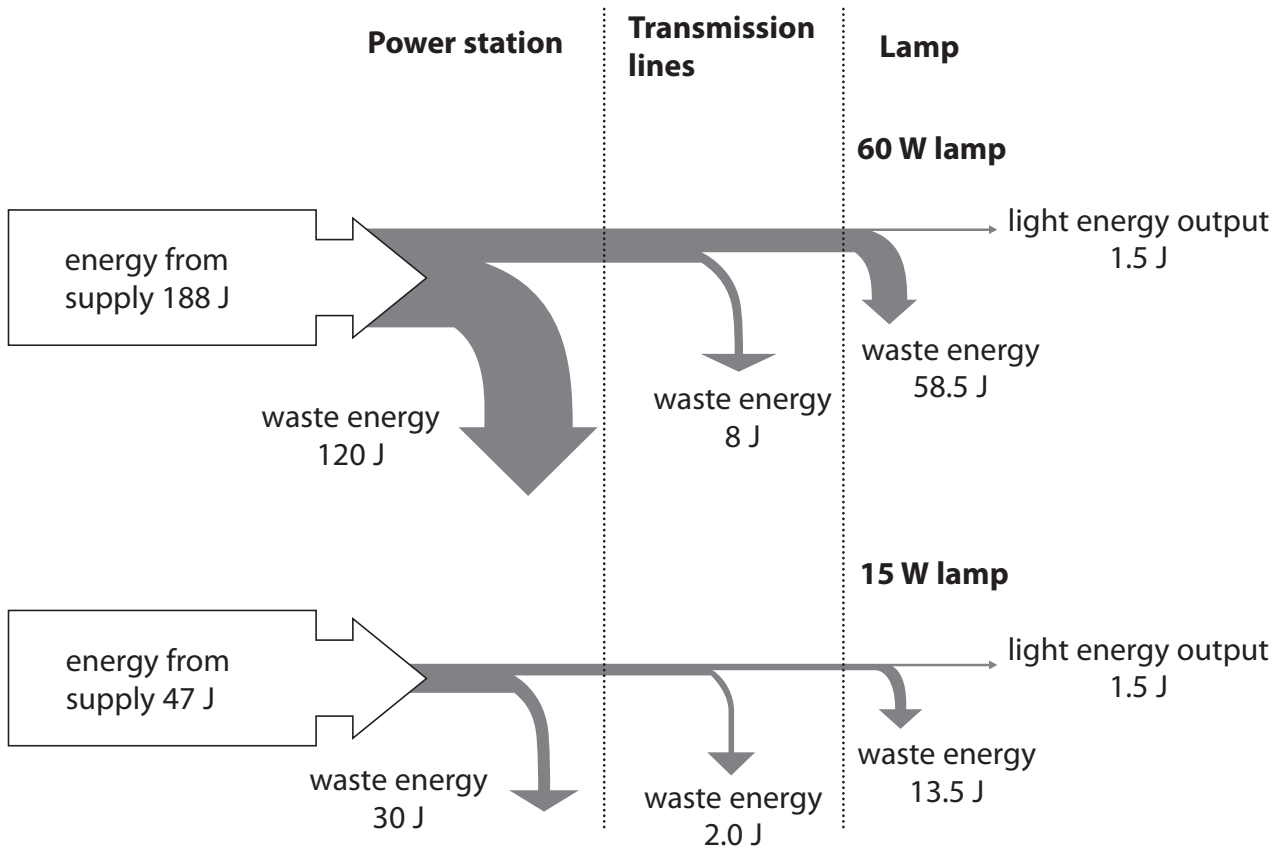 Power station
Transmission
lines
Lamp
60 W lamp
energy from
supply 188 J
light energy output
1.5 J
waste energy
58.5 J
waste energy
8 J
waste energy
120 J
15 W lamp
energy from
supply 47 J
light energy output
1.5 J
waste energy
13.5 J
waste energy
30 J
waste energy
2.0 J